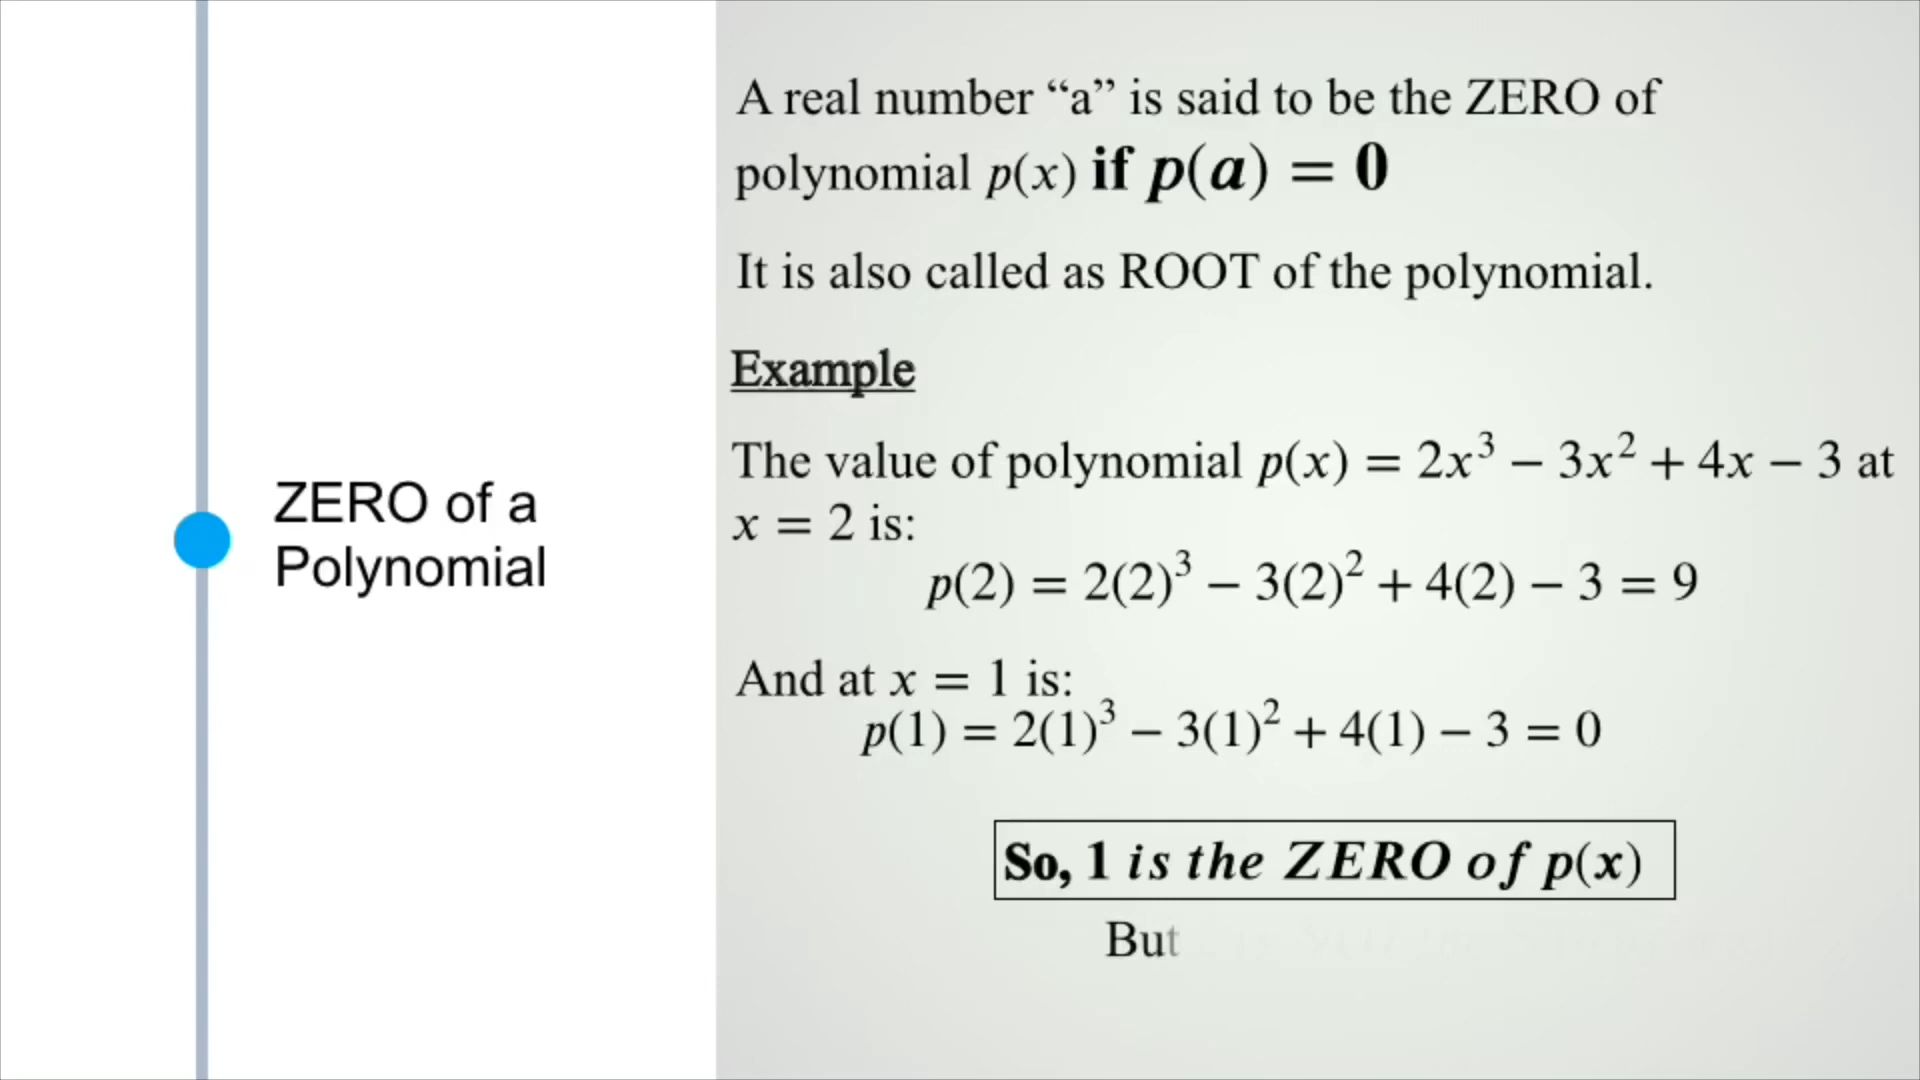 ZERO of a
Polynomial
A real number “a” is said to be the ZERO of
polynomial p(x) if p(a) = 0
It is also called as ROOT of the polynomial.
Example
The value of polynomial p(x) = 2x³ − 3x² + 4x − 3 at
x = 2 is:
p(2) = 2(2)³ − 3(2)² + 4(2) − 3 = 9
And at x = 1 is:
p(1) = 2(1)³ − 3(1)² + 4(1) − 3 = 0
So, 1 is the ZERO of p(x)
But